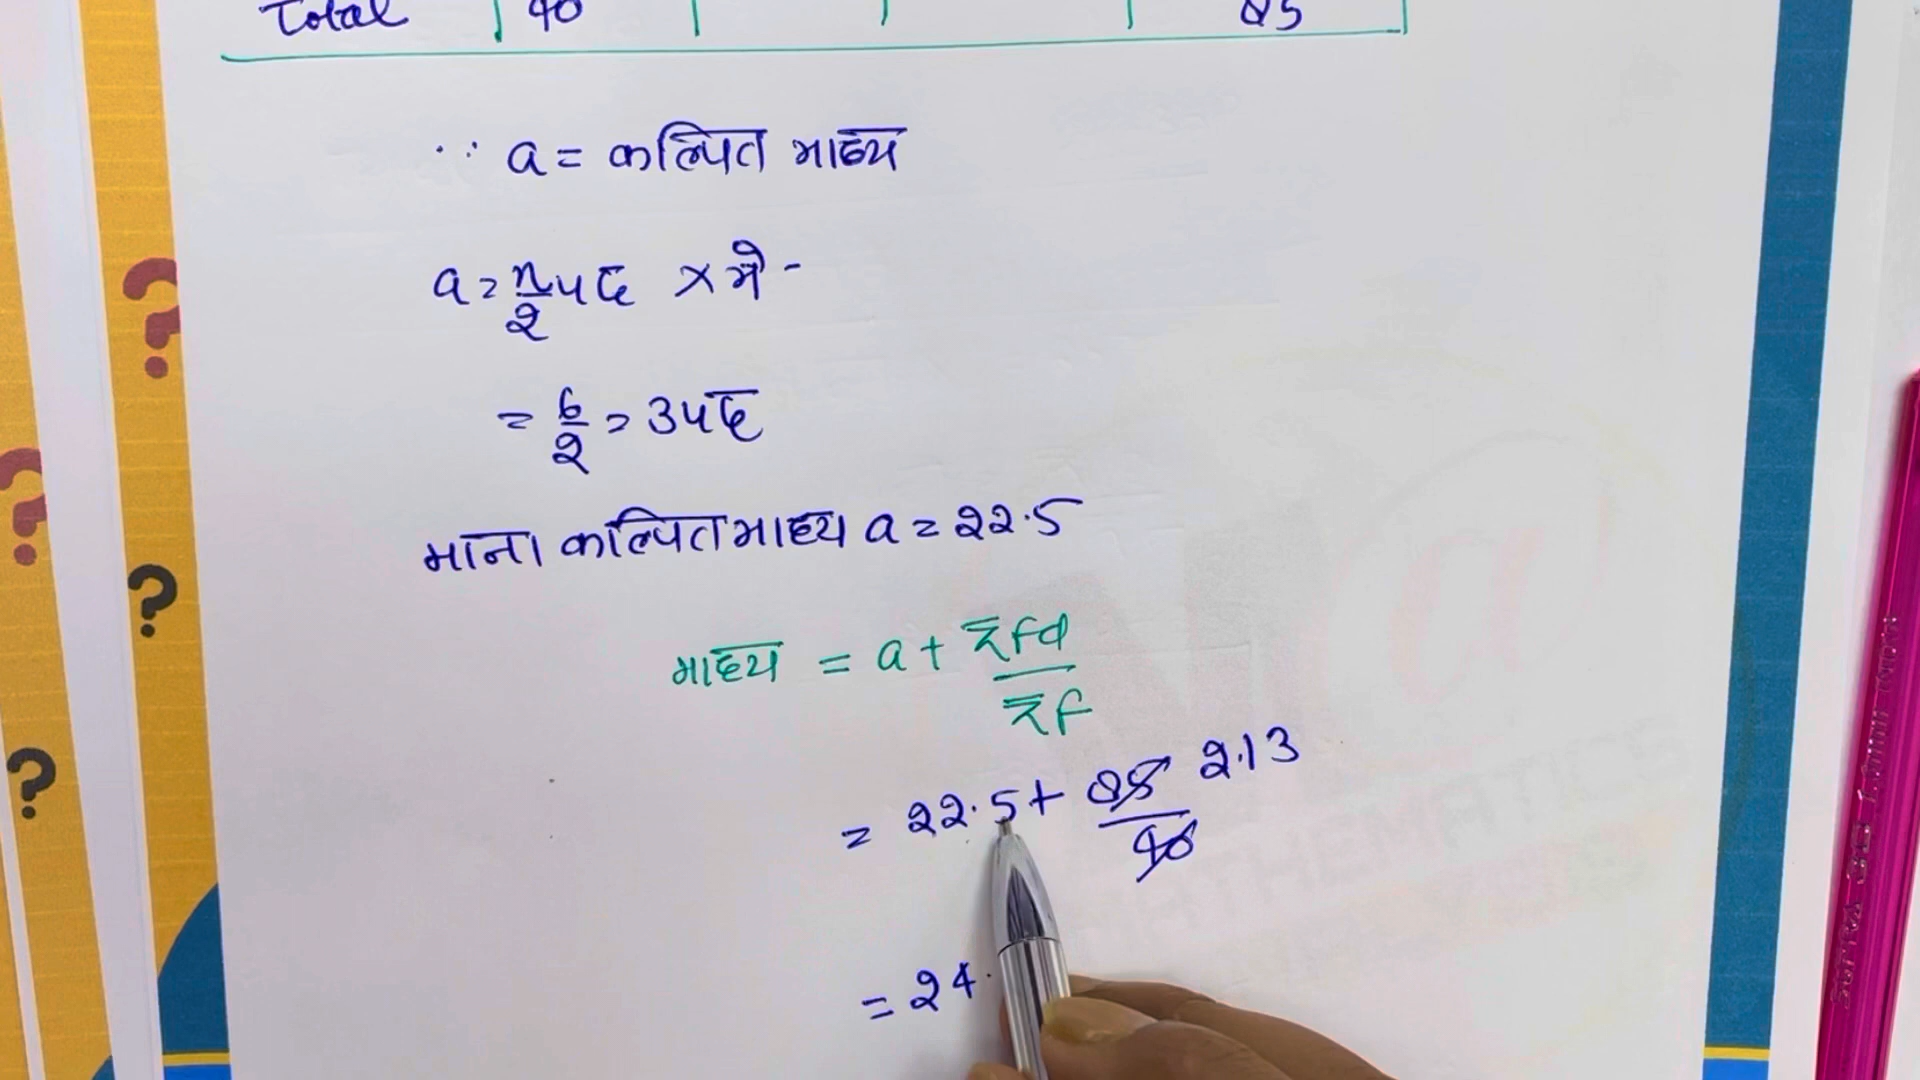 Total 40 85
∵ a = कल्पित माध्य
a = n/2 पद × मे -
= 6/2 = 3 पद
माना कल्पित माध्य a = 22.5
माध्य = a + Σfd/Σf
= 22.5 + 85/40 2.13
= 24.